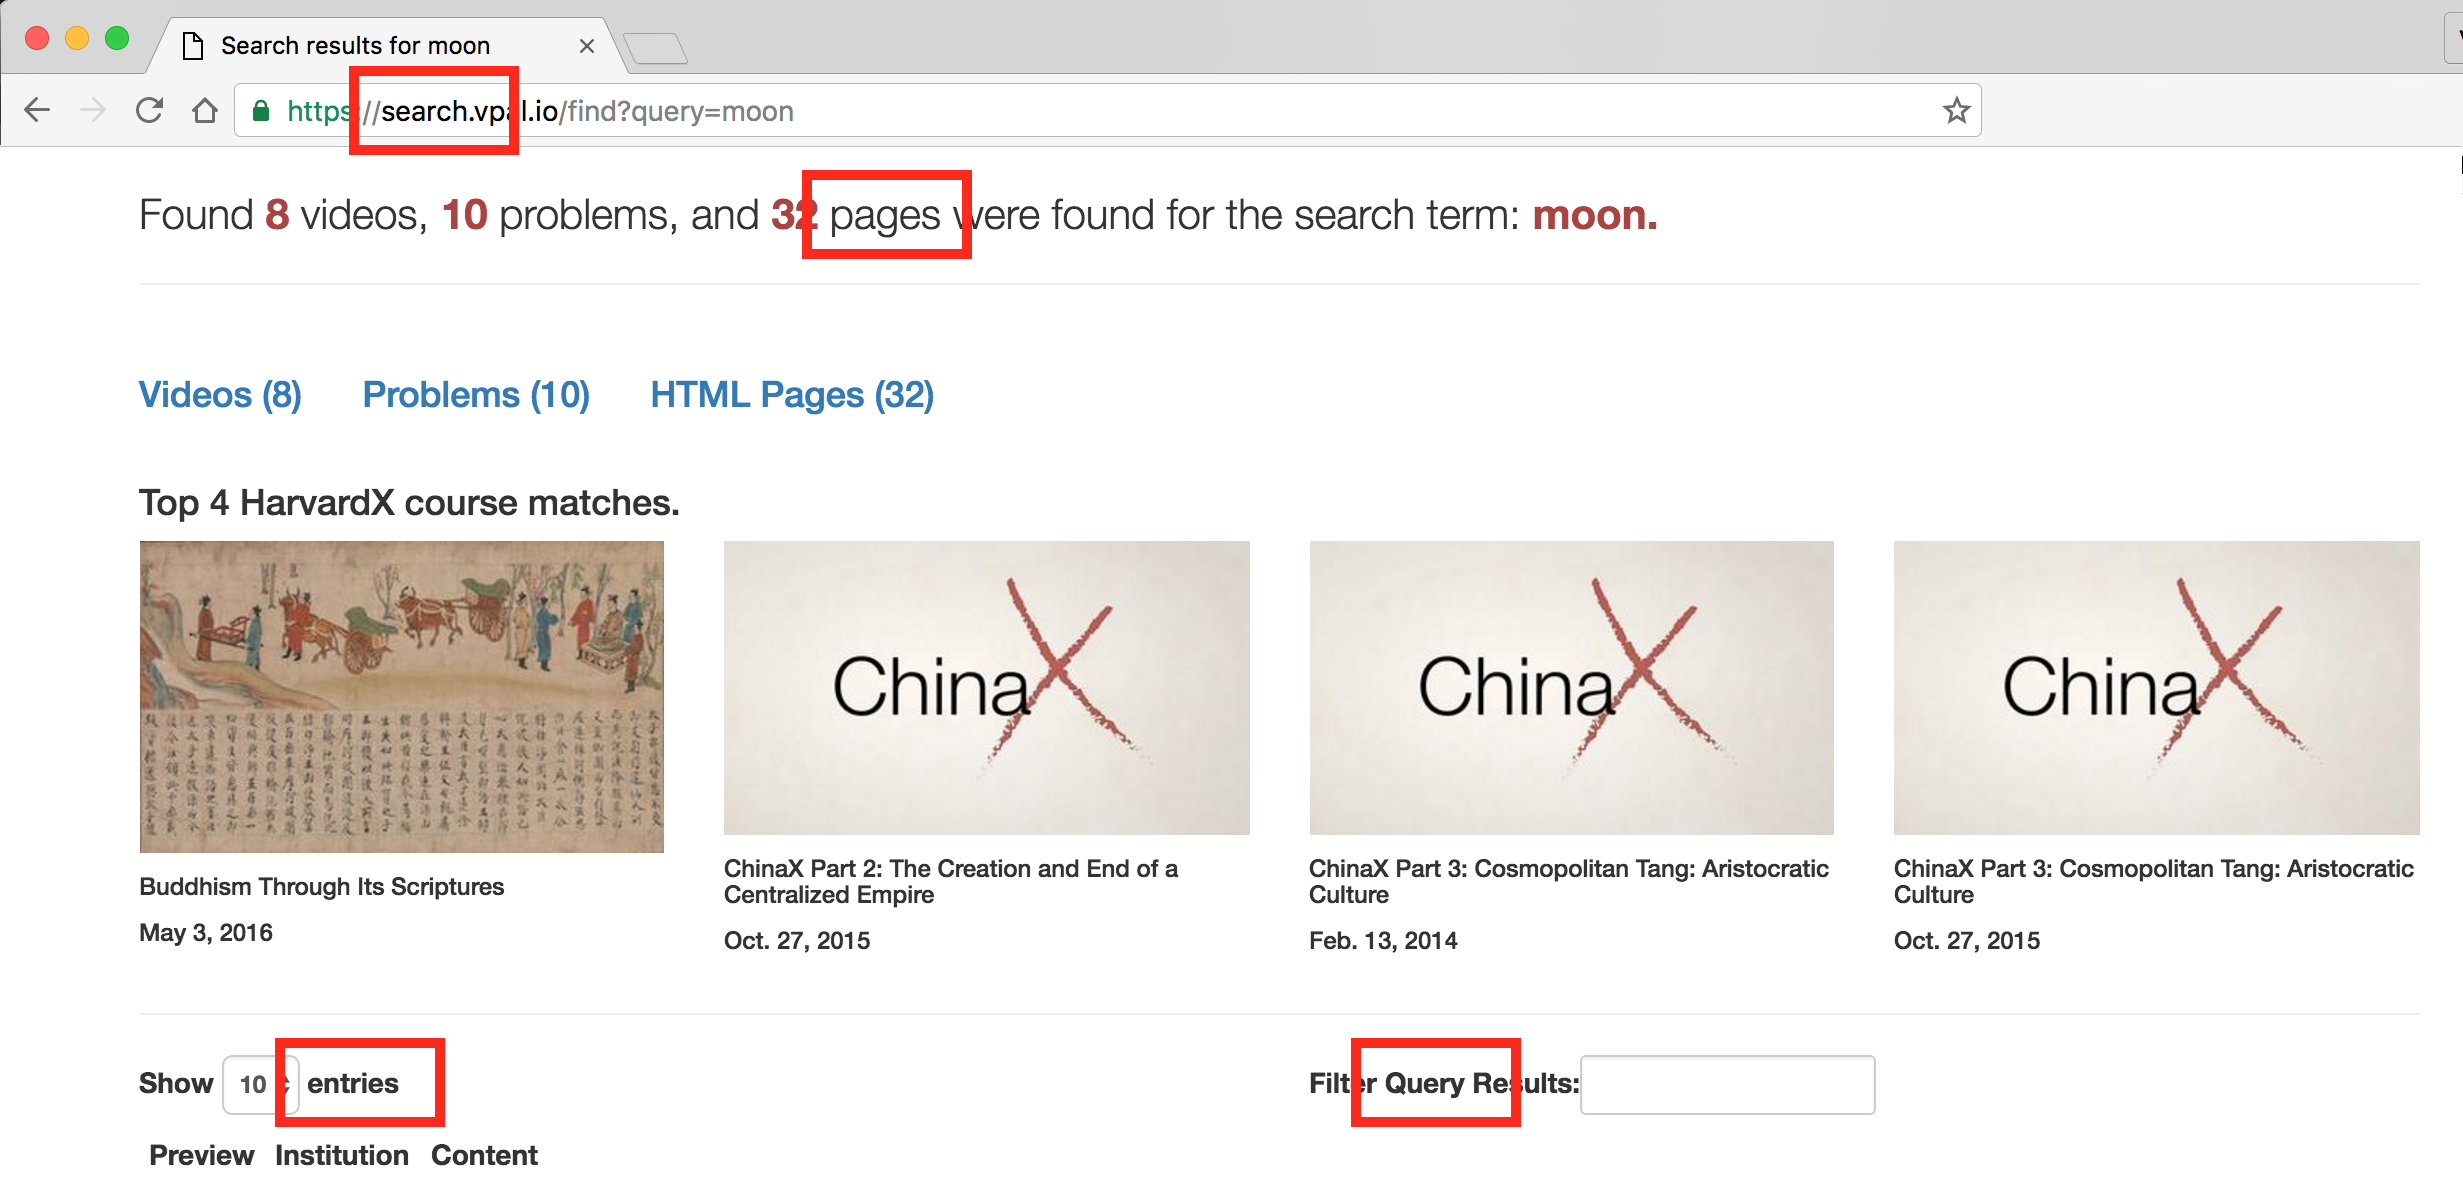 Search results for moon
https://search.vpal.io/find?query=moon
Found 8 videos, 10 problems, and 32 pages were found for the search term: moon.
Videos (8) Problems (10) HTML Pages (32)
Top 4 HarvardX course matches.
ChinaX
ChinaX
ChinaX
Buddhism Through Its Scriptures
May 3, 2016
ChinaX Part 2: The Creation and End of a
Centralized Empire
Oct. 27, 2015
ChinaX Part 3: Cosmopolitan Tang: Aristocratic
Culture
Feb. 13, 2014
ChinaX Part 3: Cosmopolitan Tang: Aristocratic
Culture
Oct. 27, 2015
Show 10 entries
Filter Query Results:
Preview Institution Content